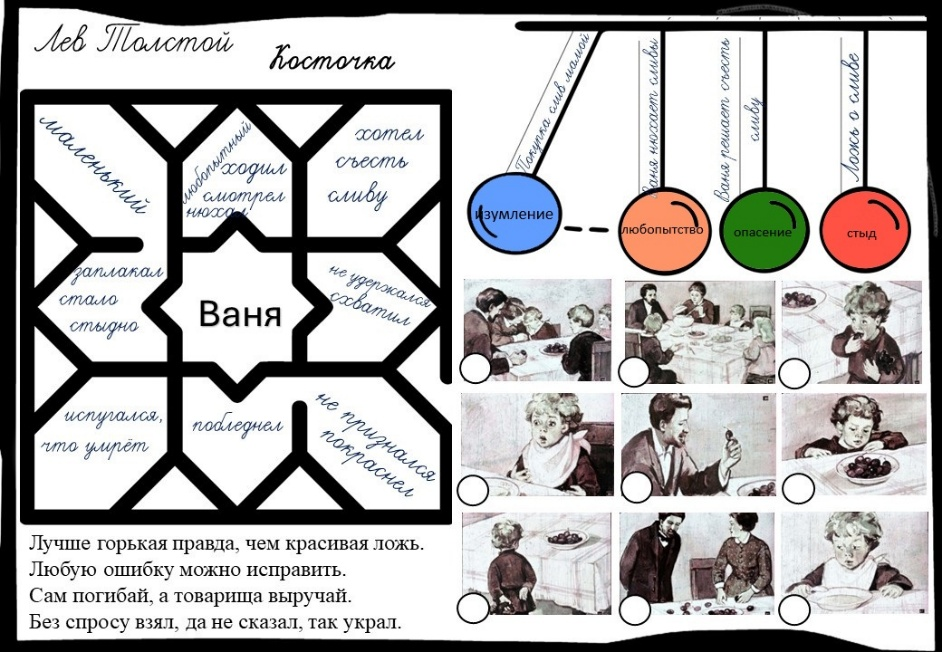 Лев Толстой
Косточка
маленький
любопытный
ходил
смотрел
нюхал
хотел
съесть
сливу
заплакал
стало
стыдно
Ваня
не удержался
схватил
испугался,
что умрёт
побледнел
не признался
покраснел
Лучше горькая правда, чем красивая ложь.
Любую ошибку можно исправить.
Сам погибай, а товарища выручай.
Без спросу взял, да не сказал, так украл.
Покупка слив мамой
Ваня нюхает сливы
Ваня решает съесть
сливу
Ложь о сливе
изумление
любопытство
опасение
стыд